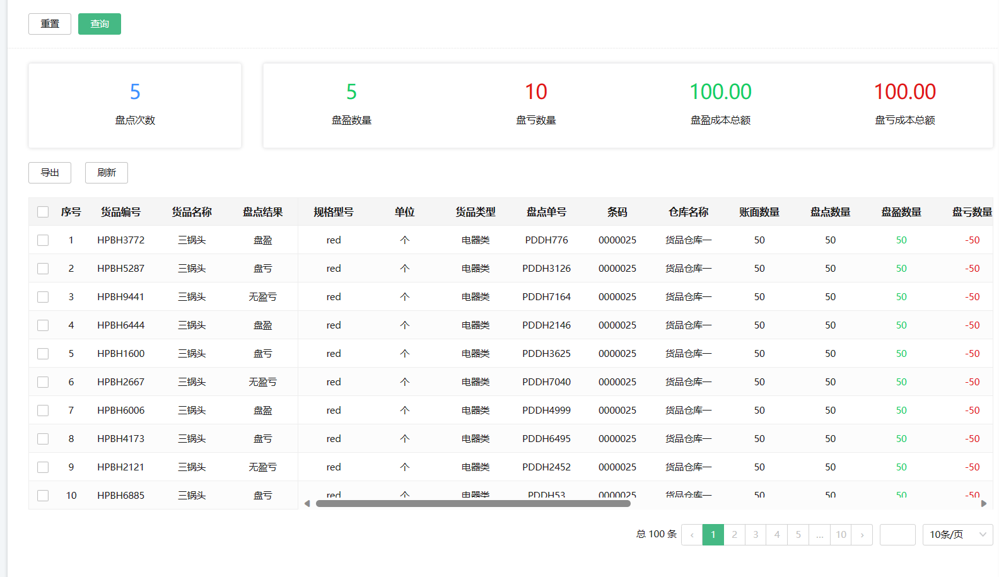 重置 查询
5 5 10 100.00 100.00
盘点次数 盘盈数量 盘亏数量 盘盈成本总额 盘亏成本总额
导出 刷新
序号 货品编号 货品名称 盘点结果 规格型号 单位 货品类型 盘点单号 条码 仓库名称 账面数量 盘点数量 盘盈数量 盘亏数量
1 HPBH3772 三锅头 盘盈 red 个 电器类 PDDH776 0000025 货品仓库一 50 50 50 -50
2 HPBH5287 三锅头 盘亏 red 个 电器类 PDDH3126 0000025 货品仓库一 50 50 50 -50
3 HPBH9441 三锅头 无盈亏 red 个 电器类 PDDH7164 0000025 货品仓库一 50 50 50 -50
4 HPBH6444 三锅头 盘盈 red 个 电器类 PDDH2146 0000025 货品仓库一 50 50 50 -50
5 HPBH1600 三锅头 盘亏 red 个 电器类 PDDH3625 0000025 货品仓库一 50 50 50 -50
6 HPBH2667 三锅头 无盈亏 red 个 电器类 PDDH7040 0000025 货品仓库一 50 50 50 -50
7 HPBH6006 三锅头 盘盈 red 个 电器类 PDDH4999 0000025 货品仓库一 50 50 50 -50
8 HPBH4173 三锅头 盘亏 red 个 电器类 PDDH6495 0000025 货品仓库一 50 50 50 -50
9 HPBH2121 三锅头 无盈亏 red 个 电器类 PDDH2452 0000025 货品仓库一 50 50 50 -50
10 HPBH6885 三锅头 盘亏 red 个 电器类 PDDH53 0000025 货品仓库一 50 50 50 -50
总 100 条 ‹ 1 2 3 4 5 ... 10 › 10条/页